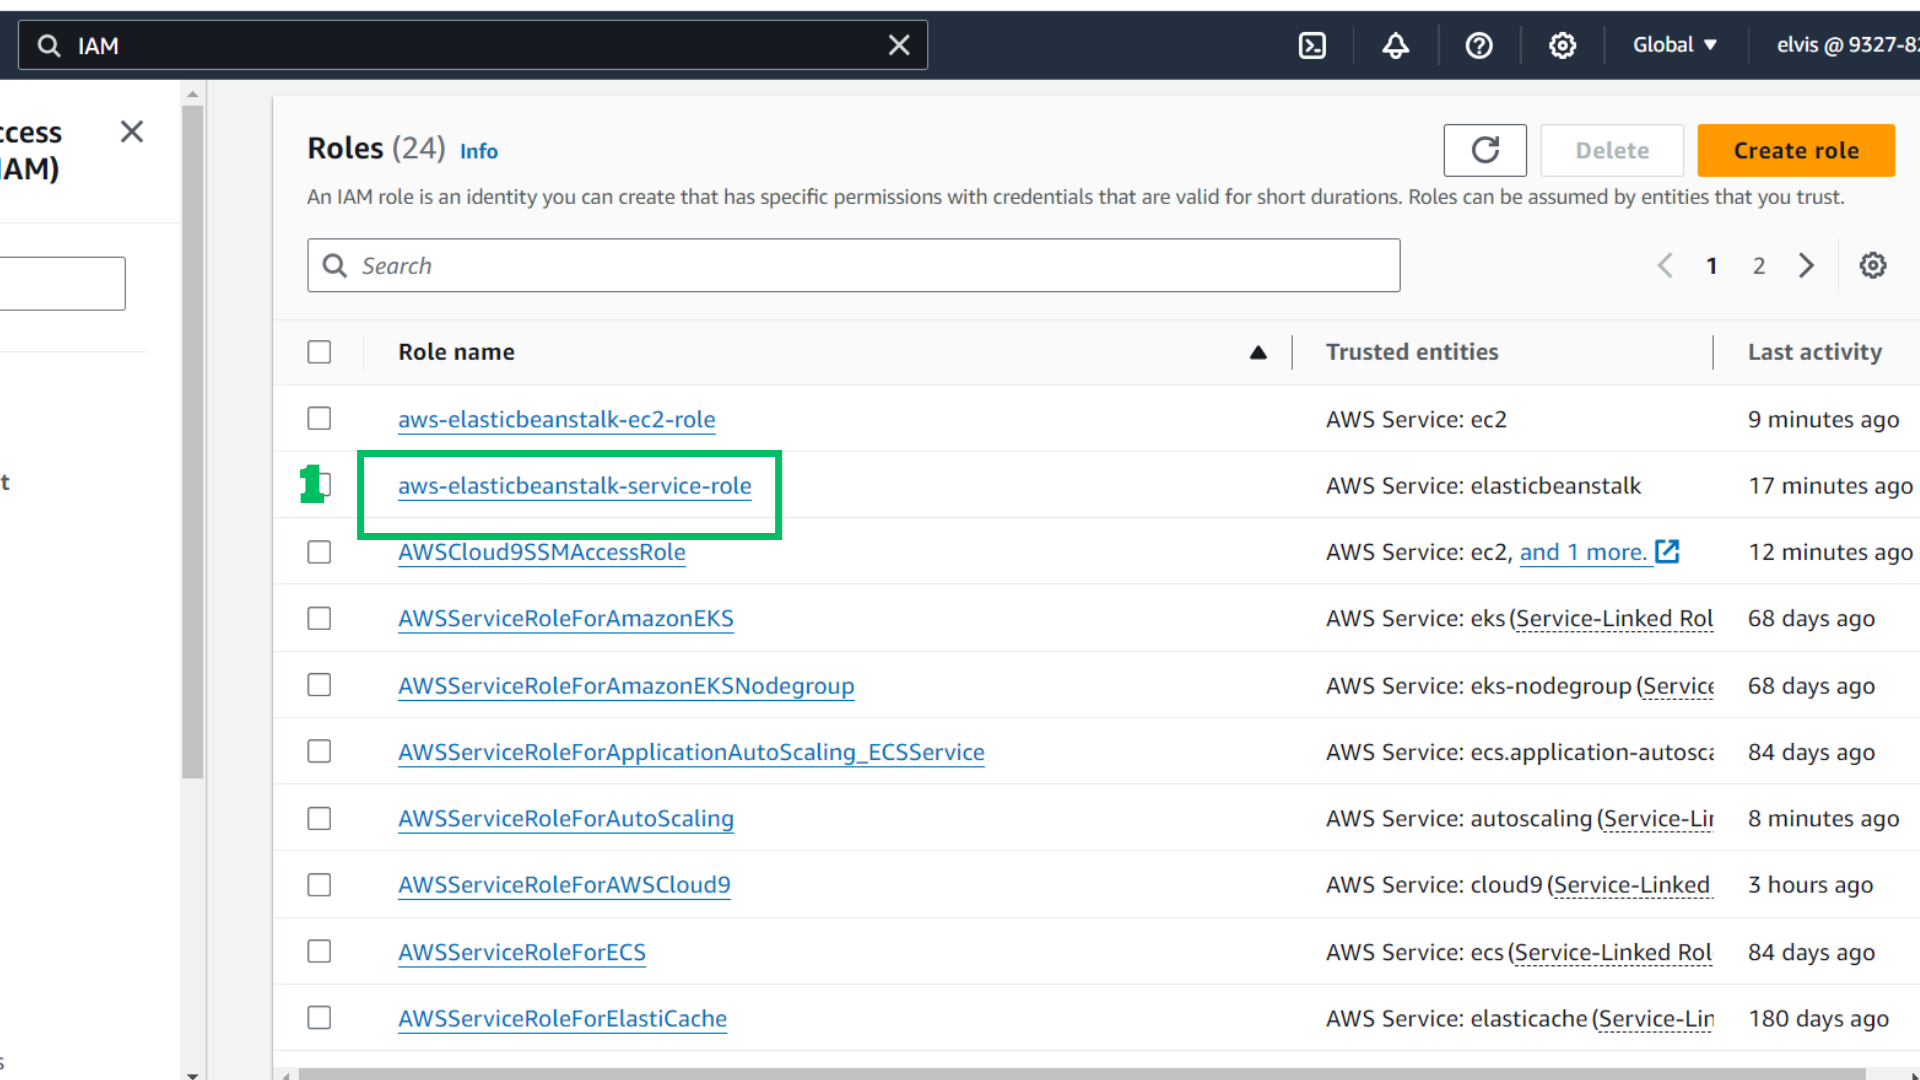 IAM
Global
elvis @ 9327-82
ccess
IAM)
Roles (24) Info
Delete
Create role
An IAM role is an identity you can create that has specific permissions with credentials that are valid for short durations. Roles can be assumed by entities that you trust.
Search
1 2
Role name Trusted entities Last activity
aws-elasticbeanstalk-ec2-role AWS Service: ec2 9 minutes ago
1 aws-elasticbeanstalk-service-role AWS Service: elasticbeanstalk 17 minutes ago
t
AWSCloud9SSMAccessRole AWS Service: ec2, and 1 more. 12 minutes ago
AWSServiceRoleForAmazonEKS AWS Service: eks (Service-Linked Rol 68 days ago
AWSServiceRoleForAmazonEKSNodegroup AWS Service: eks-nodegroup (Service 68 days ago
AWSServiceRoleForApplicationAutoScaling_ECSService AWS Service: ecs.application-autosca 84 days ago
AWSServiceRoleForAutoScaling AWS Service: autoscaling (Service-Lin 8 minutes ago
AWSServiceRoleForAWSCloud9 AWS Service: cloud9 (Service-Linked 3 hours ago
AWSServiceRoleForECS AWS Service: ecs (Service-Linked Rol 84 days ago
AWSServiceRoleForElastiCache AWS Service: elasticache (Service-Lin 180 days ago
s